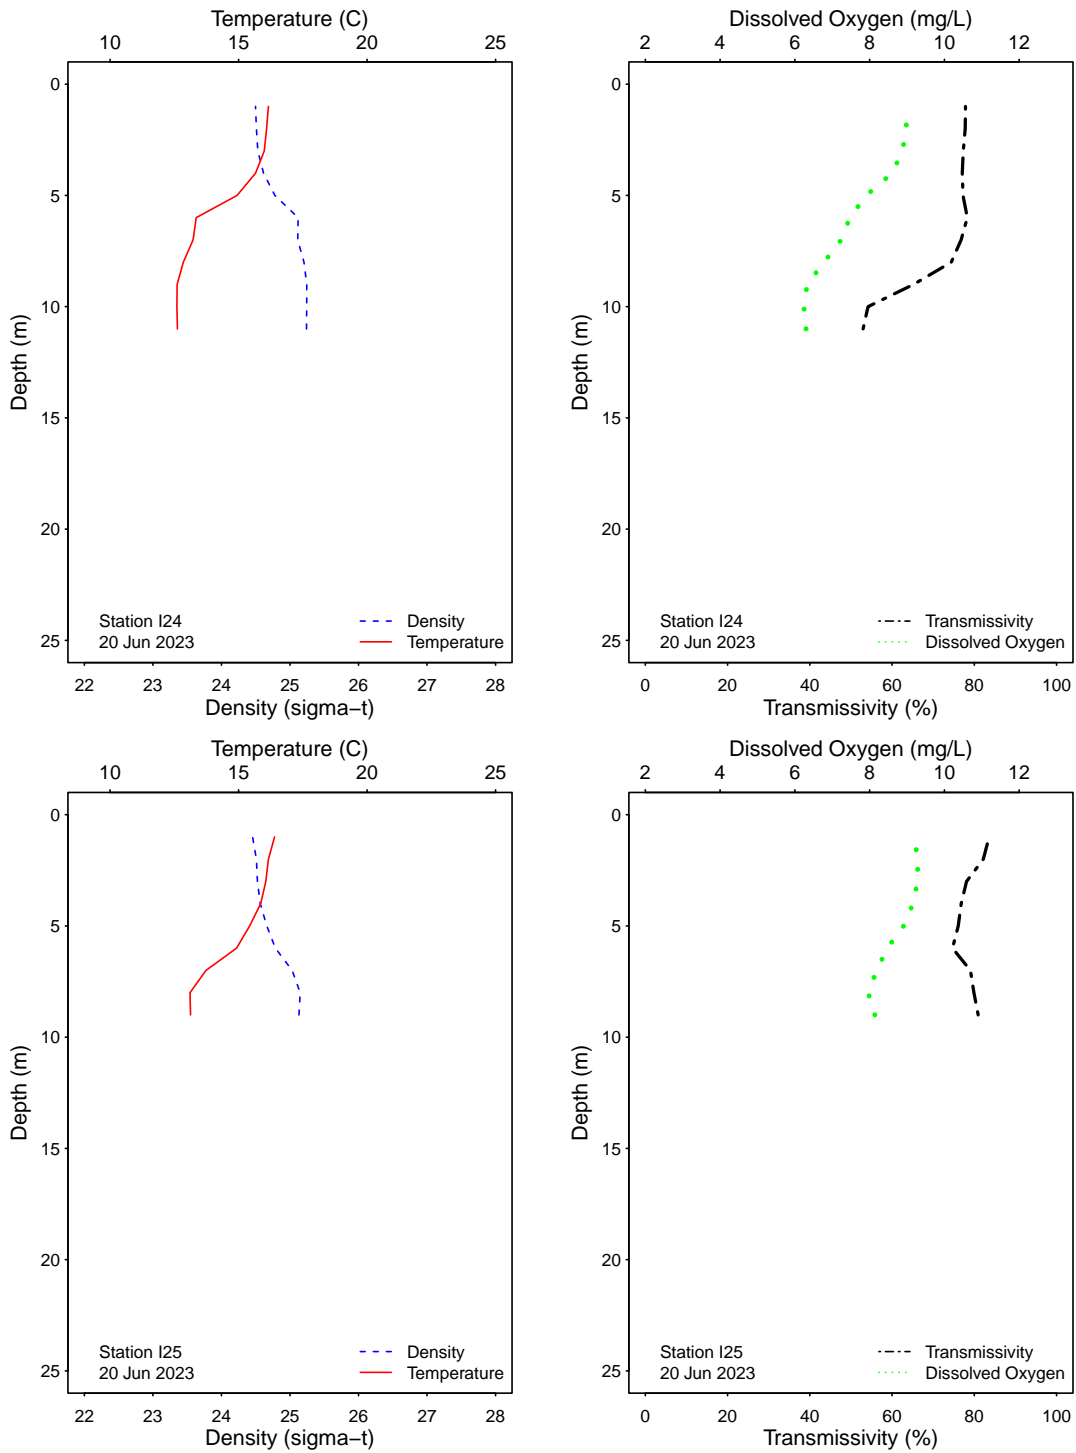 Temperature (C)
10 15 20 25
0
5
10
15
20
25
Depth (m)
Station I24
20 Jun 2023
Density
Temperature
22 23 24 25 26 27 28
Density (sigma−t)
Dissolved Oxygen (mg/L)
2 4 6 8 10 12
0
5
10
15
20
25
Depth (m)
Station I24
20 Jun 2023
Transmissivity
Dissolved Oxygen
0 20 40 60 80 100
Transmissivity (%)
Temperature (C)
10 15 20 25
0
5
10
15
20
25
Depth (m)
Station I25
20 Jun 2023
Density
Temperature
22 23 24 25 26 27 28
Density (sigma−t)
Dissolved Oxygen (mg/L)
2 4 6 8 10 12
0
5
10
15
20
25
Depth (m)
Station I25
20 Jun 2023
Transmissivity
Dissolved Oxygen
0 20 40 60 80 100
Transmissivity (%)